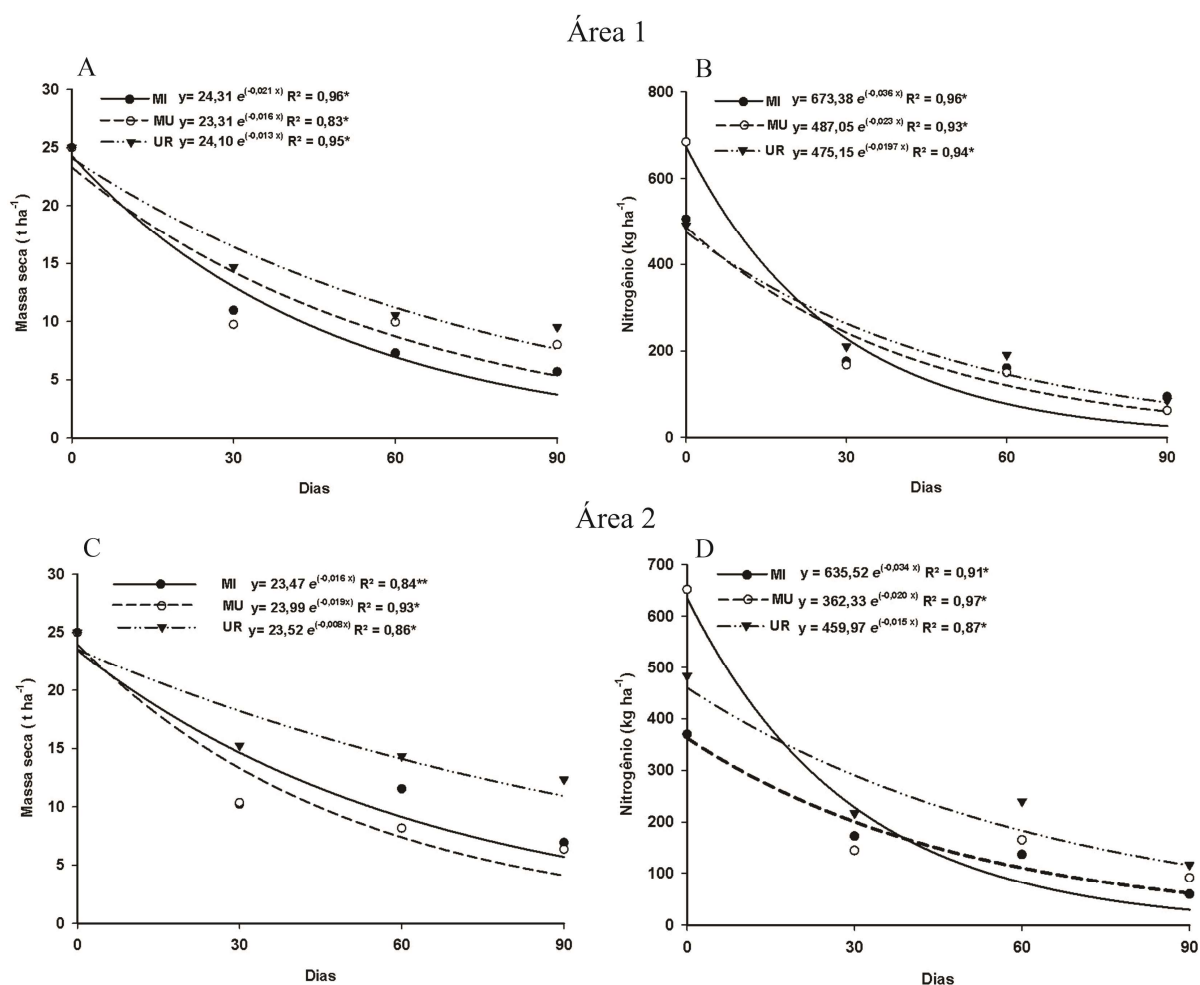 Área 1
A
MI y= 24,31 e(-0,021 x) R² = 0,96*
MU y= 23,31 e(-0,016 x) R² = 0,83*
UR y= 24,10 e(-0,013 x) R² = 0,95*
Massa seca ( t ha-1)
30
25
20
15
10
5
0
0 30 60 90
Dias
B
MI y = 673,38 e(-0,036 x) R² = 0,96*
MU y = 487,05 e(-0,023 x) R² = 0,93*
UR y= 475,15 e(-0,0197 x) R² = 0,94*
Nitrogênio (kg ha-1)
800
600
400
200
0
0 30 60 90
Dias
Área 2
C
MI y= 23,47 e(-0,016 x) R² = 0,84**
MU y= 23,99 e(-0,019x) R² = 0,93*
UR y= 23,52 e(-0,008x) R² = 0,86*
Massa seca ( t ha-1)
30
25
20
15
10
5
0
0 30 60 90
Dias
D
MI y = 635,52 e(-0,034 x) R² = 0,91*
MU y = 362,33 e(-0,020 x) R² = 0,97*
UR y = 459,97 e(-0,015 x) R² = 0,87*
Nitrogênio (kg ha-1)
700
600
500
400
300
200
100
0
0 30 60 90
Dias